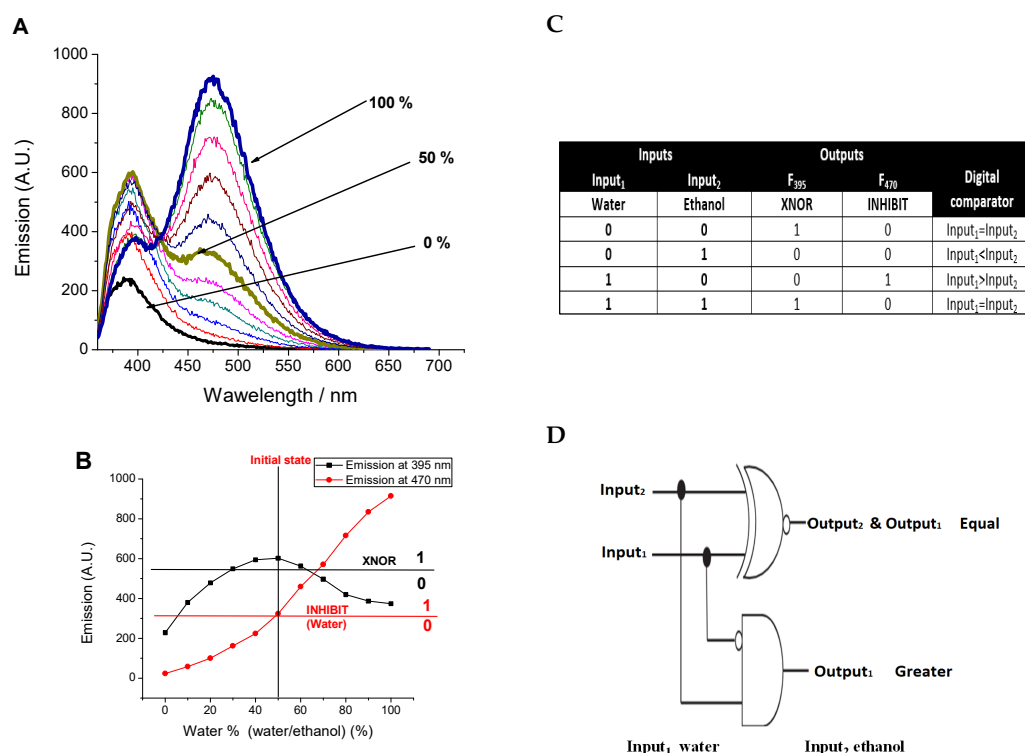 A
1000
800
600
400
200
0
Emission (A.U.)
100 %
50 %
0 %
400 450 500 550 600 650 700
Wawelength / nm
B
Initial state
Emission at 395 nm
Emission at 470 nm
1000
800
600
400
200
0
Emission (A.U.)
XNOR
1
0
INHIBIT
(Water)
1
0
0 20 40 60 80 100
Water % (water/ethanol) (%)
C
Inputs Outputs Digital comparator
Input1 Input2 F395 F470
Water Ethanol XNOR INHIBIT
0 0 1 0 Input1=Input2
0 1 0 0 Input1<Input2
1 0 0 1 Input1>Input2
1 1 1 0 Input1=Input2
D
Input2
Input1
Output2 & Output1 Equal
Output1 Greater
Input1 water Input2 ethanol